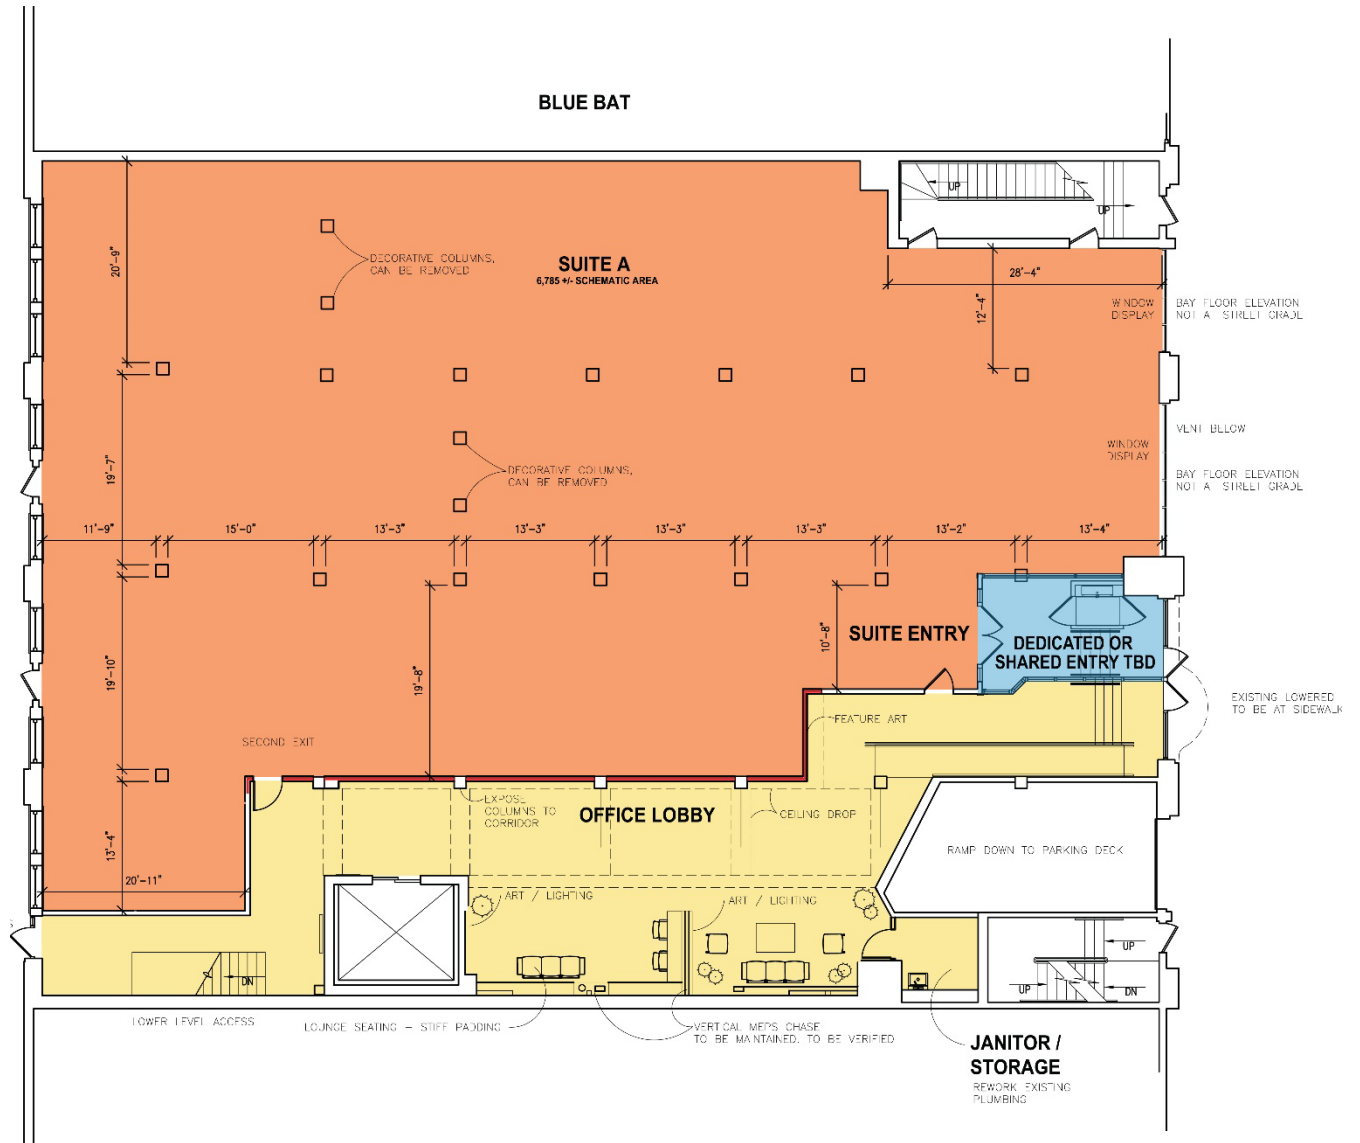 BLUE BAT
UP
UP
DECORATIVE COLUMNS,
CAN BE REMOVED
SUITE A
6,785 +/- SCHEMATIC AREA
20'-9"
28'-4"
12'-4"
WINDOW
DISPLAY
BAY FLOOR ELEVATION
NOT A STREET GRADE
VENT BELOW
WINDOW
DISPLAY
BAY FLOOR ELEVATION
NOT A STREET GRADE
19'-7"
DECORATIVE COLUMNS,
CAN BE REMOVED
11'-9"
15'-0"
13'-3"
13'-3"
13'-3"
13'-3"
13'-2"
13'-4"
19'-10"
19'-8"
10'-8"
SUITE ENTRY
DEDICATED OR
SHARED ENTRY TBD
EXISTING LOWERED
TO BE AT SIDEWALK
FEATURE ART
SECOND EXIT
EXPOSE
COLUMNS TO
CORRIDOR
OFFICE LOBBY
CEILING DROP
13'-4"
20'-11"
RAMP DOWN TO PARKING DECK
ART / LIGHTING
ART / LIGHTING
DN
UP
UP
DN
LOWER LEVEL ACCESS
LOUNGE SEATING – STIFF PADDING
VERTICAL MEPS CHASE
TO BE MAINTAINED. TO BE VERIFIED
JANITOR /
STORAGE
REWORK EXISTING
PLUMBING